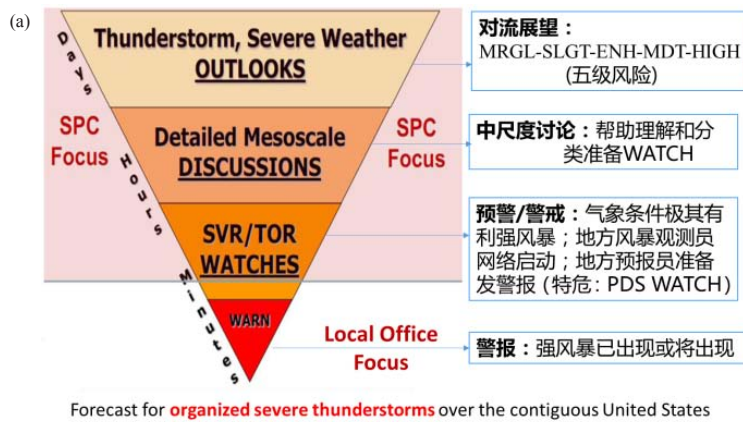 (a)
Days
Hours
Minutes
Thunderstorm, Severe Weather
OUTLOOKS
SPC
Focus
Detailed Mesoscale
DISCUSSIONS
SPC
Focus
SVR/TOR
WATCHES
WARN
Local Office
Focus
对流展望：
MRGL-SLGT-ENH-MDT-HIGH
(五级风险)
中尺度讨论：帮助理解和分
类准备WATCH
预警/警戒：气象条件极其有
利强风暴；地方风暴观测员
网络启动；地方预报员准备
发警报（特危：PDS WATCH）
警报：强风暴已出现或将出现
Forecast for organized severe thunderstorms over the contiguous United States